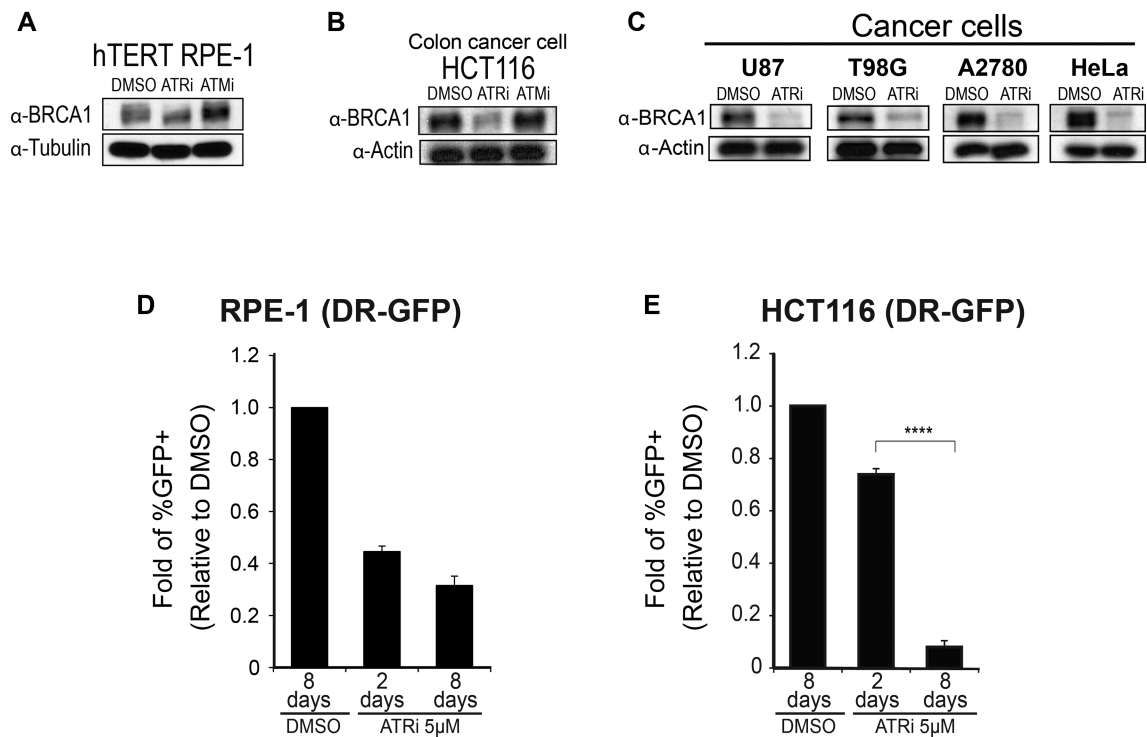 A
hTERT RPE-1
DMSO ATRi ATMi
α-BRCA1
α-Tubulin
B
Colon cancer cell
HCT116
DMSO ATRi ATMi
α-BRCA1
α-Actin
C
Cancer cells
U87 T98G A2780 HeLa
DMSO ATRi DMSO ATRi DMSO ATRi DMSO ATRi
α-BRCA1
α-Actin
D
RPE-1 (DR-GFP)
Fold of %GFP+
(Relative to DMSO)
1.2
1.0
0.8
0.6
0.4
0.2
0
8 2 8
days days days
DMSO ATRi 5µM
E
HCT116 (DR-GFP)
Fold of %GFP+
(Relative to DMSO)
1.2
1.0
0.8
0.6
0.4
0.2
0
****
8 2 8
days days days
DMSO ATRi 5µM